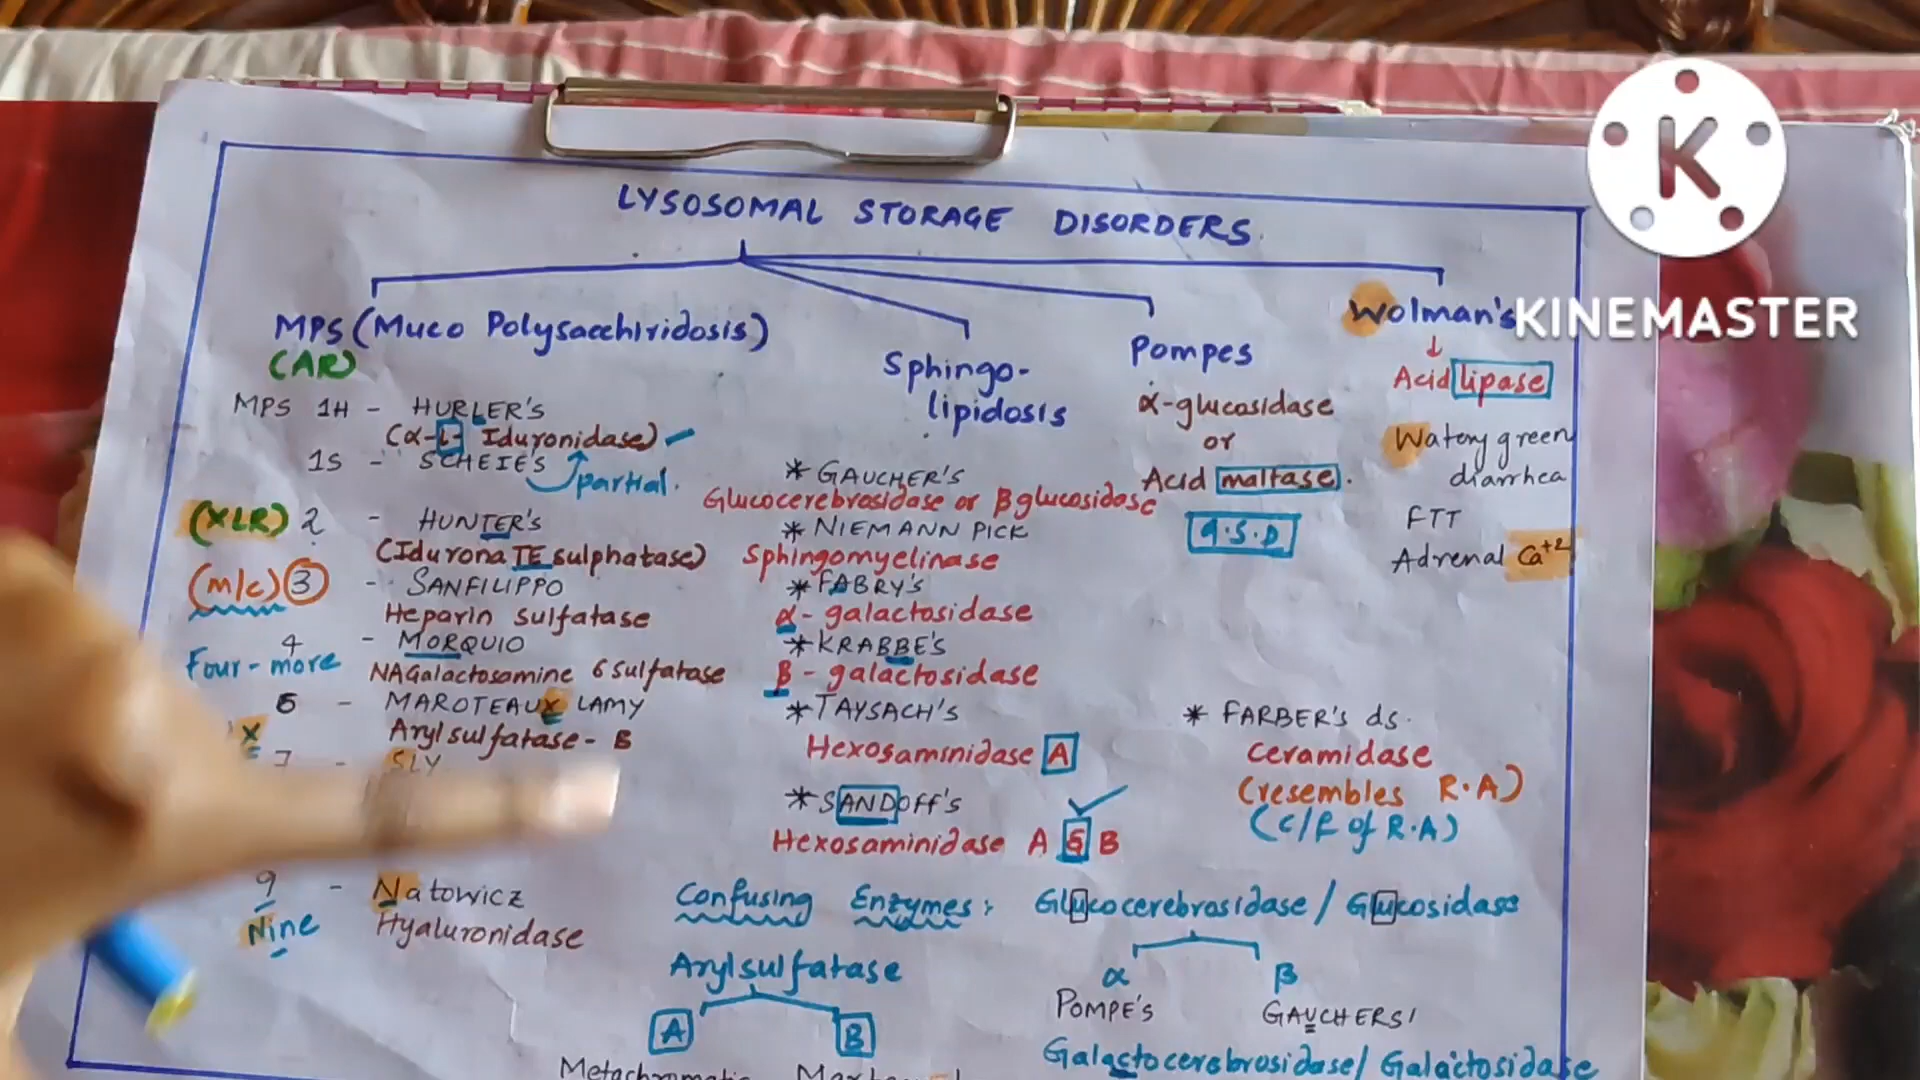 LYSOSOMAL STORAGE DISORDERS
MPS (Muco Polysacchiridosis)
(AR)
MPS 1H - HURLER'S
(α-L- Iduronidase)
1S - SCHEIE'S
partial.
(XLR) 2 - HUNTER'S
(IduronaTE sulphatase)
(m/c) 3 - SANFILIPPO
Heparin sulfatase
4 - MORQUIO
Four-more
NAGalactosamine 6 sulfatase
6 - MAROTEAUX LAMY
X
Arylsulfatase - B
7 - SLY
9 - Natowicz
Nine
Hyaluronidase
Sphingo-
lipidosis
* GAUCHER'S
Glucocerebrosidase or β glucosidase
* NIEMANN PICK
Sphingomyelinase
* FABRY'S
α - galactosidase
* KRABBE'S
β - galactosidase
* TAYSACH'S
Hexosaminidase A
* SANDOFF'S
Hexosaminidase A & B
Pompes
α-glucosidase
or
Acid maltase.
G.S.D
Wolman's
↓
Acid lipase
Watery green
diarrhea
FTT
Adrenal Ca+2
* FARBER'S ds.
Ceramidase
(resembles R.A)
(C/F of R.A)
Confusing Enzymes: Glucocerebrosidase / Glucosidase
α β
POMPE'S GAUCHERS'
Arylsulfatase
A B
Metachromatic
Galactocerebrosidase / Galactosidase
K
KINEMASTER